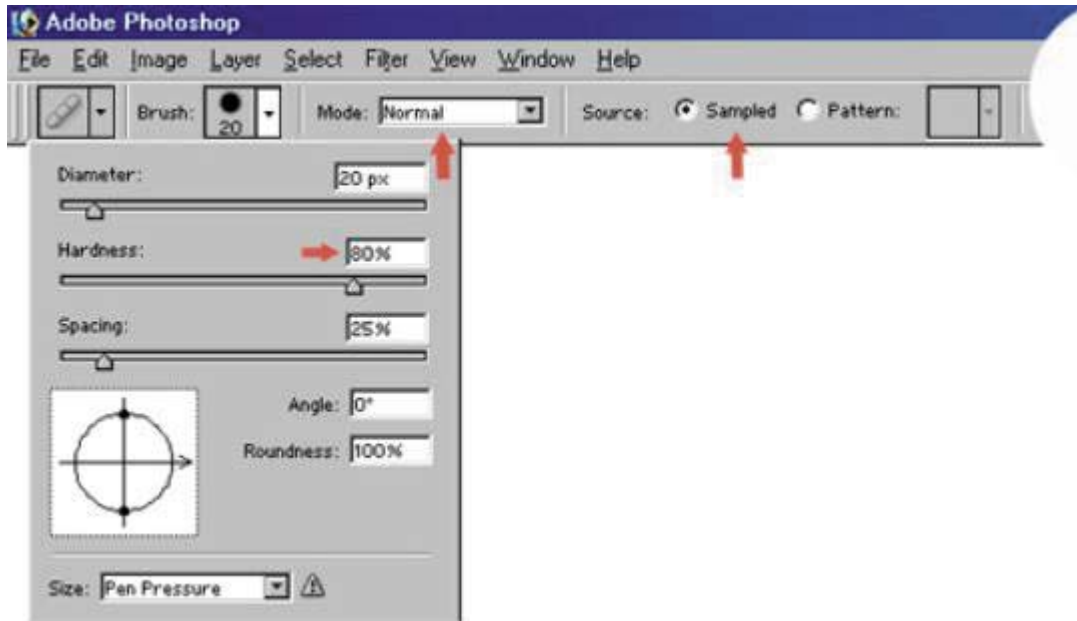 Adobe Photoshop
File Edit Image Layer Select Filter View Window Help
Brush: 20 Mode: Normal Source: Sampled Pattern:
Diameter: 20 px
Hardness: 80%
Spacing: 25%
Angle: 0°
Roundness: 100%
Size: Pen Pressure